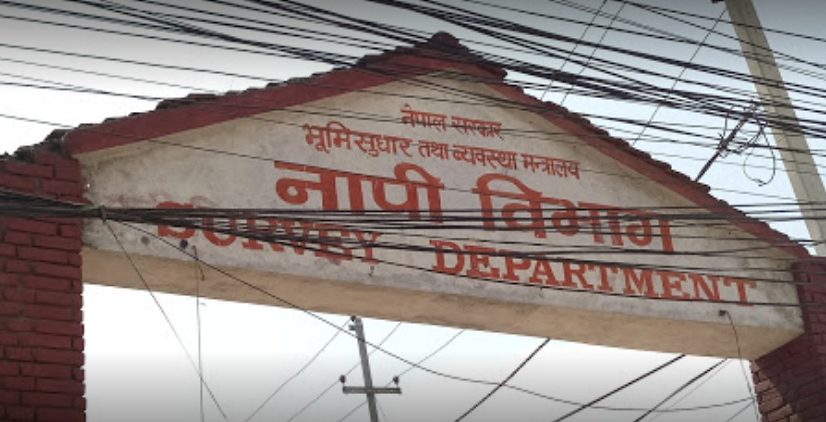 नेपाल सरकार
भूमिसुधार तथा व्यवस्था मन्त्रालय
नापी विभाग
SURVEY DEPARTMENT